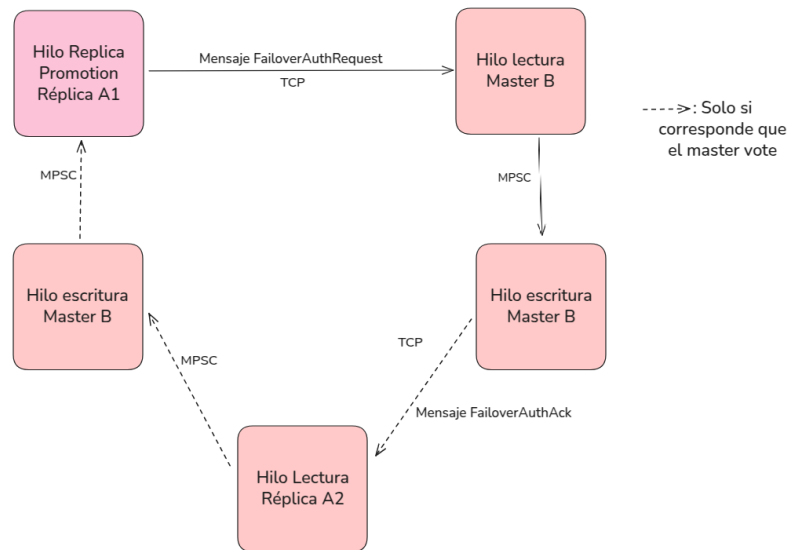 Hilo Replica
Promotion
Réplica A1
Mensaje FailoverAuthRequest
TCP
Hilo lectura
Master B
: Solo si
corresponde que
el master vote
MPSC
MPSC
Hilo escritura
Master B
Hilo escritura
Master B
TCP
MPSC
Mensaje FailoverAuthAck
Hilo Lectura
Réplica A2